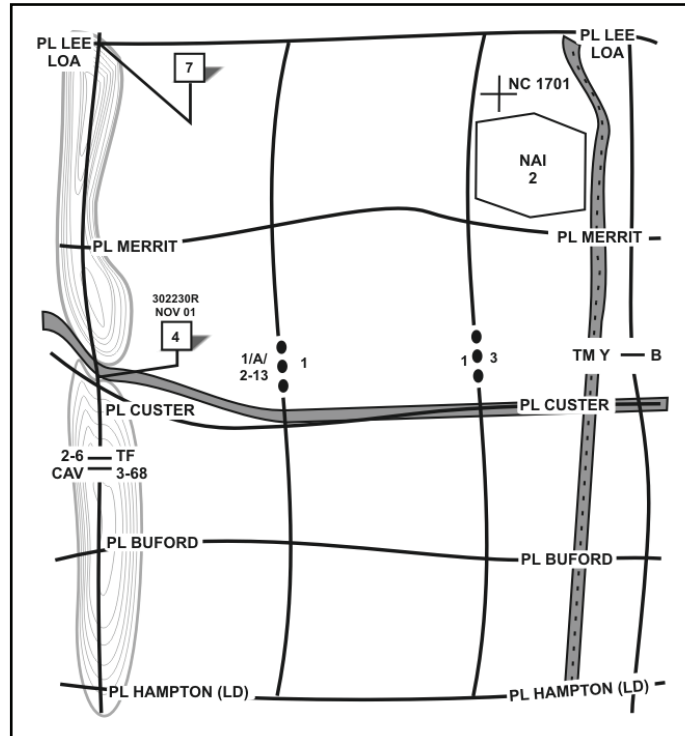 PL LEE
LOA
7
PL LEE
LOA
NC 1701
NAI
2
PL MERRIT
PL MERRIT
302230R
NOV 01
4
1/A/
2-13
1
1
3
TM Y
B
PL CUSTER
PL CUSTER
2-6
TF
CAV
3-68
PL BUFORD
PL BUFORD
PL HAMPTON (LD)
PL HAMPTON (LD)